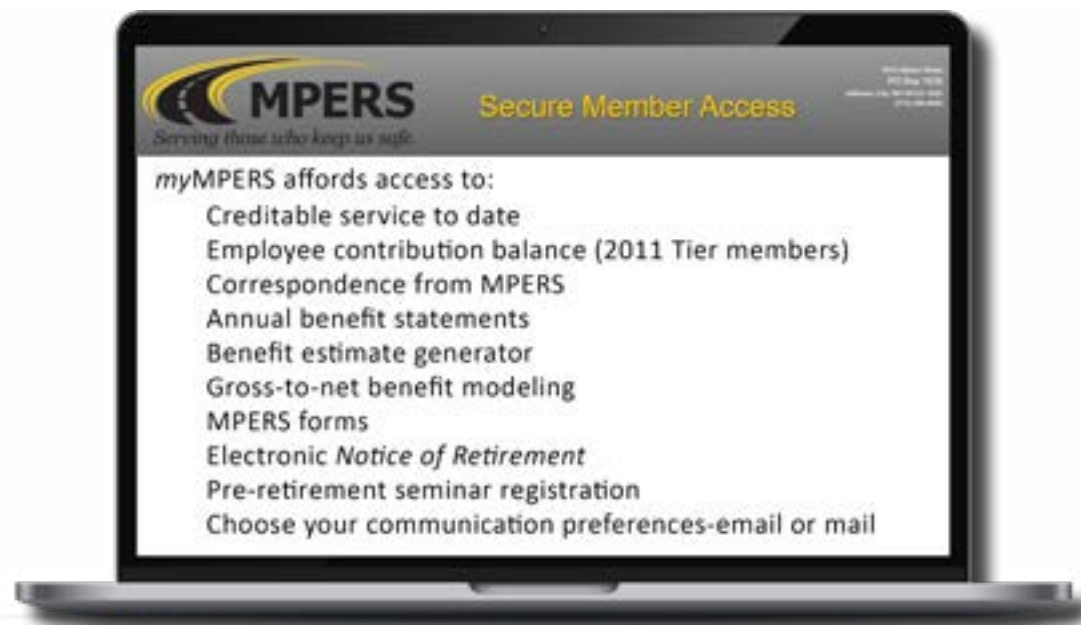 MPERS
Serving those who keep us safe.
Secure Member Access
myMPERS affords access to:
Creditable service to date
Employee contribution balance (2011 Tier members)
Correspondence from MPERS
Annual benefit statements
Benefit estimate generator
Gross-to-net benefit modeling
MPERS forms
Electronic Notice of Retirement
Pre-retirement seminar registration
Choose your communication preferences-email or mail